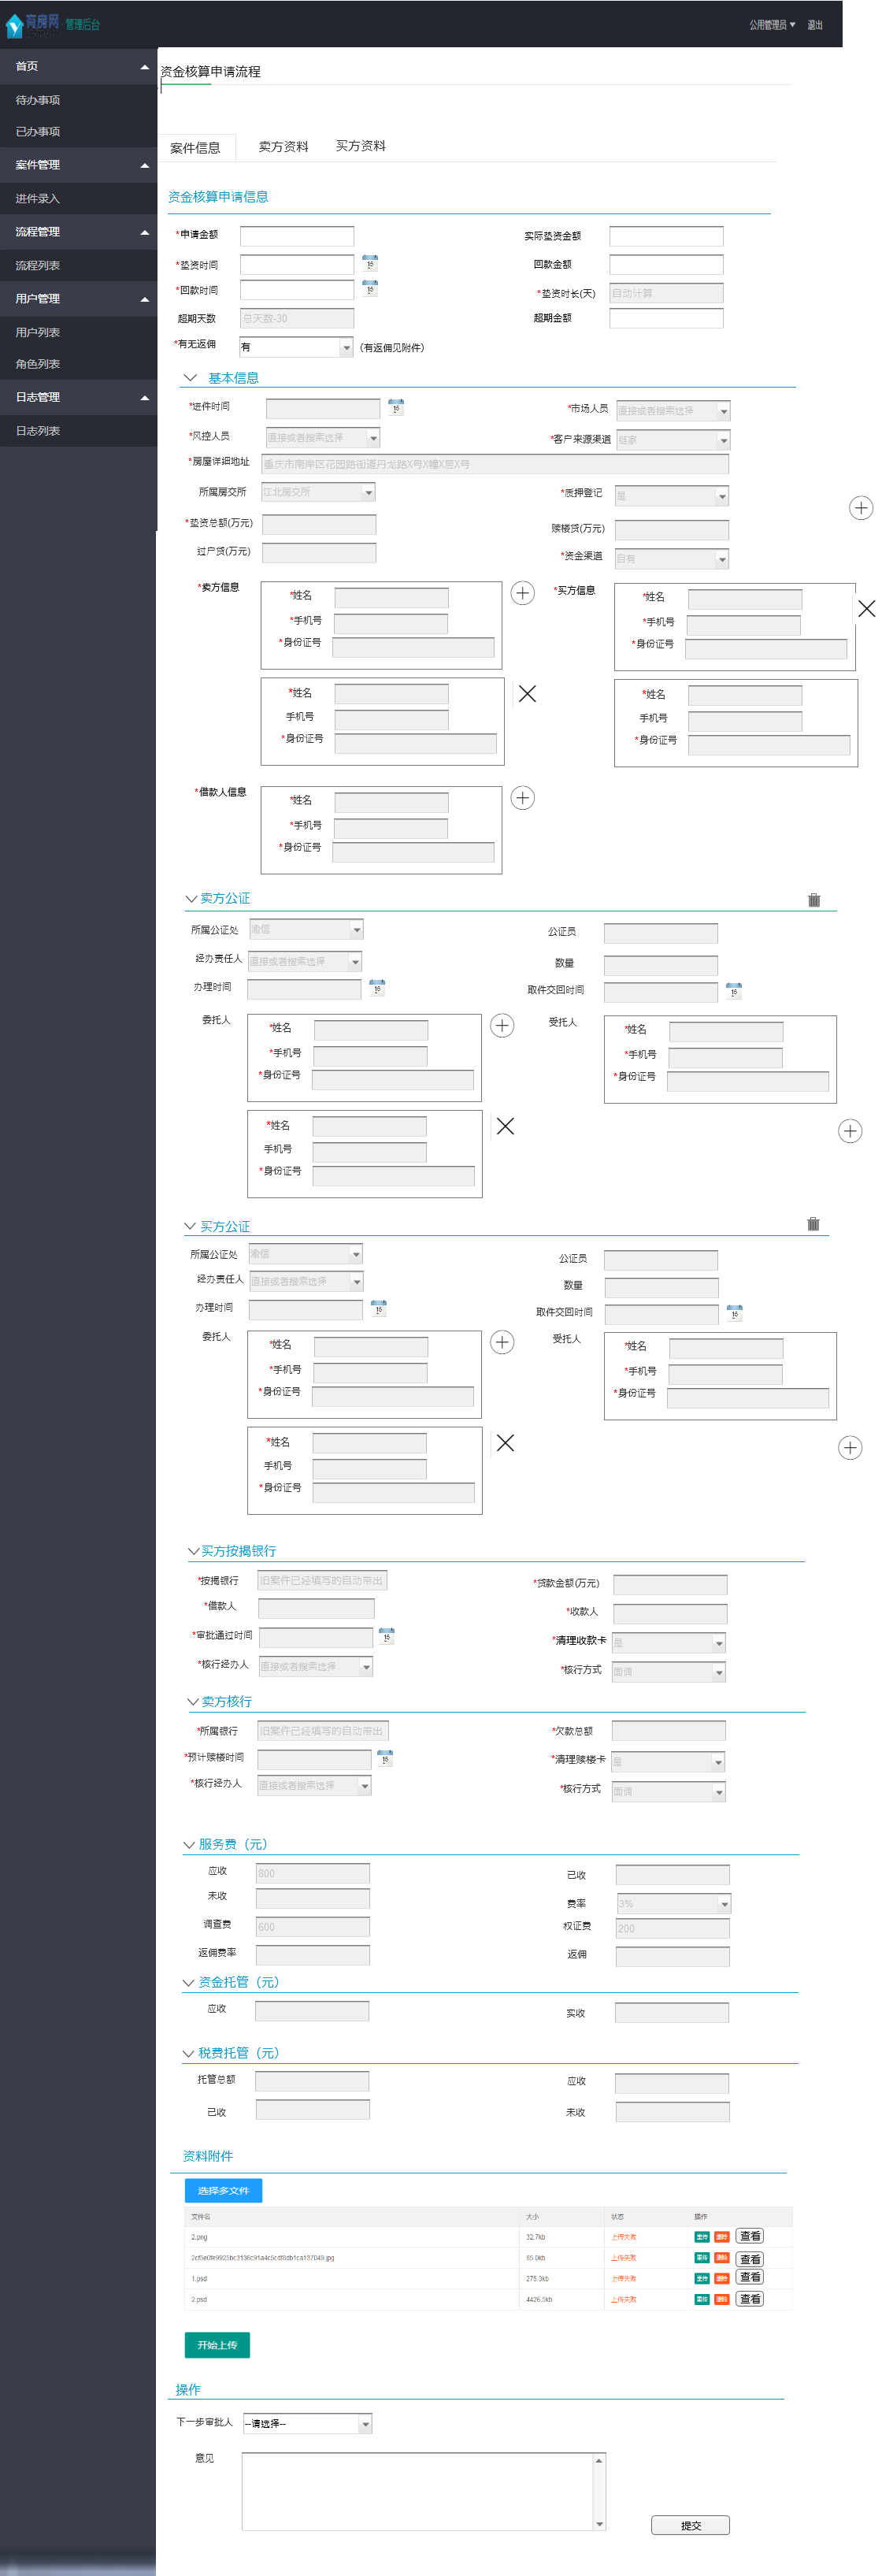 育房网 管理后台
公用管理员 退出
首页
待办事项
已办事项
案件管理
进件录入
流程管理
流程列表
用户管理
用户列表
角色列表
日志管理
日志列表
资金核算申请流程
案件信息 卖方资料 买方资料
资金核算申请信息
*申请金额 实际垫资金额
*垫资时间 回款金额
*回款时间 *垫资时长(天) 自动计算
超期天数 总天数-30 超期金额
*有无返佣 有 (有返佣见附件)
基本信息
*进件时间 *市场人员 直接或者搜索选择
*风控人员 直接或者搜索选择 *客户来源渠道 链家
*房屋详细地址 重庆市南岸区花园路街道丹龙路X号X幢X层X号
所属房交所 江北房交所 *质押登记 是
*垫资总额(万元) 赎楼贷(万元)
过户贷(万元) *资金渠道 自有
*卖方信息 *姓名 *买方信息 *姓名
*手机号 *手机号
*身份证号 *身份证号
*姓名 *姓名
手机号 手机号
*身份证号 *身份证号
*借款人信息 *姓名
*手机号
*身份证号
卖方公证
所属公证处 渝信 公证员
经办责任人 直接或者搜索选择 数量
办理时间 取件交回时间
委托人 *姓名 受托人 *姓名
*手机号 *手机号
*身份证号 *身份证号
*姓名
手机号
*身份证号
买方公证
所属公证处 渝信 公证员
经办责任人 直接或者搜索选择 数量
办理时间 取件交回时间
委托人 *姓名 受托人 *姓名
*手机号 *手机号
*身份证号 *身份证号
*姓名
手机号
*身份证号
买方按揭银行
*按揭银行 旧案件已经填写的自动带出 *贷款金额(万元)
*借款人 *收款人
*审批通过时间 *清理收款卡 是
*核行经办人 直接或者搜索选择 *核行方式 面谈
卖方核行
*所属银行 旧案件已经填写的自动带出 *欠款总额
*预计赎楼时间 *清理赎楼卡 是
*核行经办人 直接或者搜索选择 *核行方式 面谈
服务费（元）
应收 800 已收
未收 费率 3%
调查费 600 权证费 200
返佣费率 返佣
资金托管（元）
应收 实收
税费托管（元）
托管总额 应收
已收 未收
资料附件
选择多文件
文件名 大小 状态 操作
2.png 32.7kb 上传失败 重传 删除 查看
85.0kb 上传失败 重传 删除 查看
1.psd 275.3kb 上传失败 重传 删除 查看
2.psd 4426.5kb 上传失败 重传 删除 查看
开始上传
操作
下一步审批人 --请选择--
意见
提交